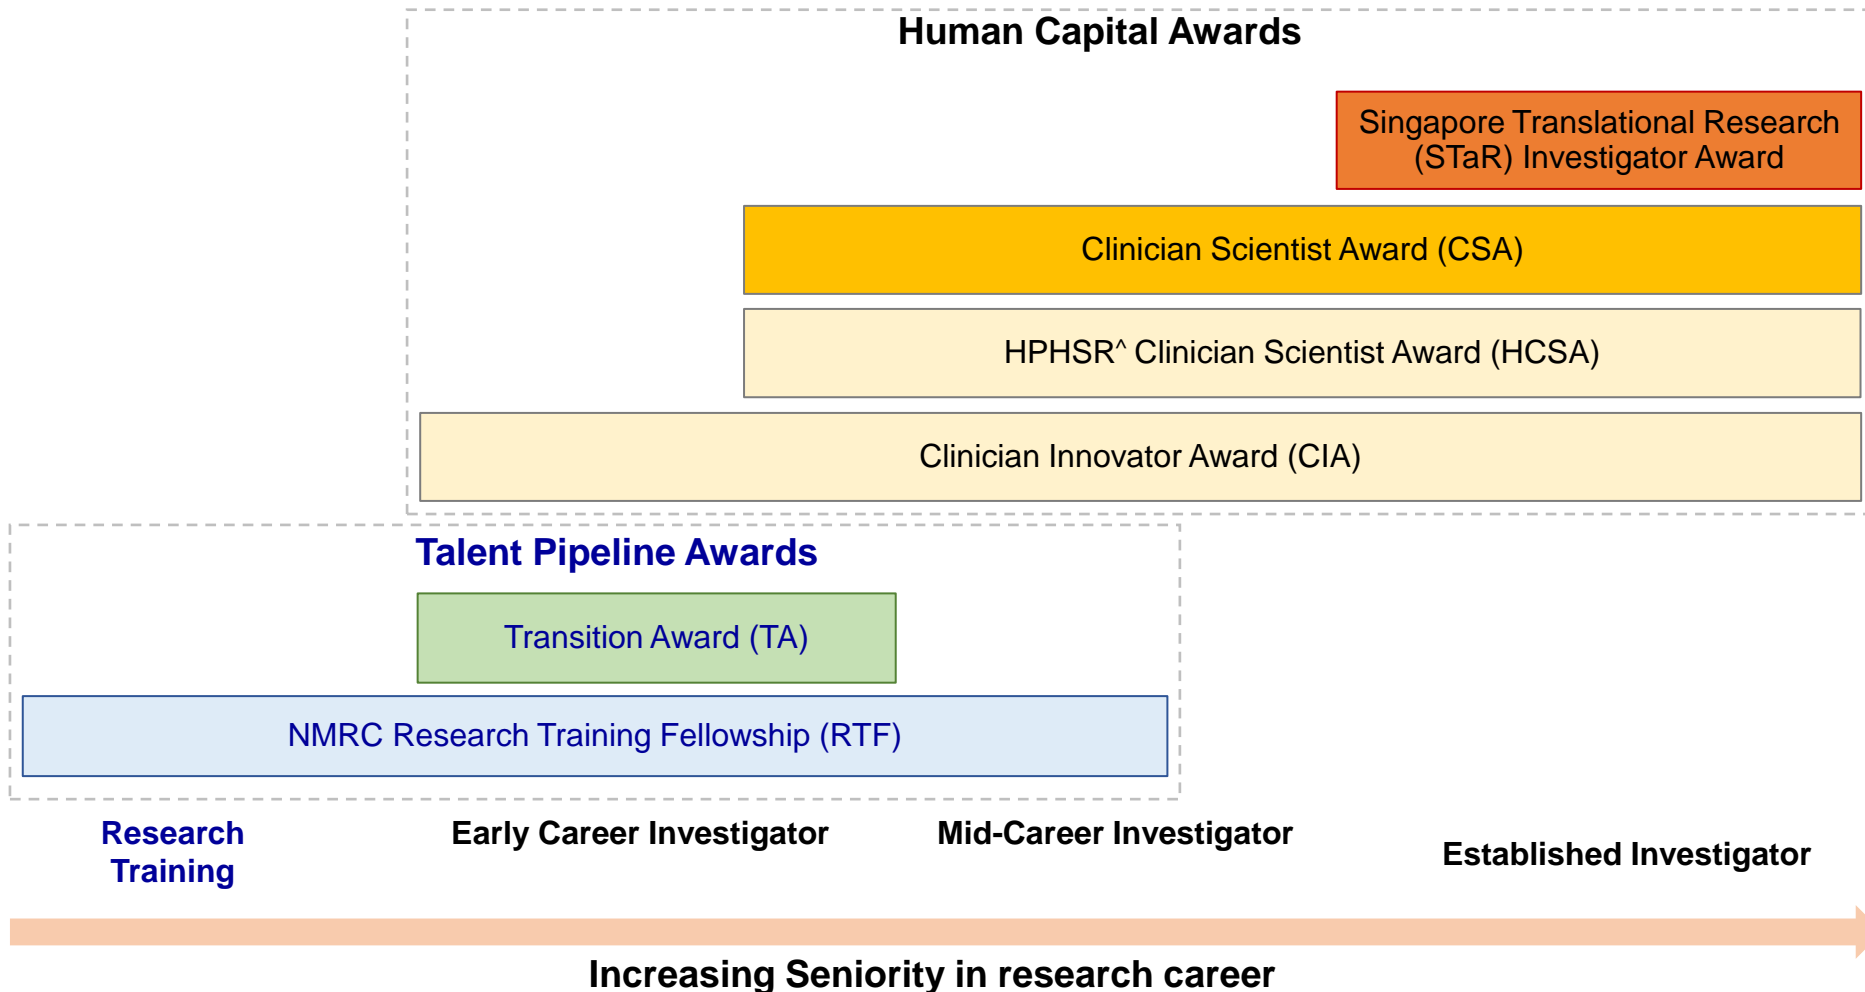 Human Capital Awards
Singapore Translational Research
(STaR) Investigator Award
Clinician Scientist Award (CSA)
HPHSR^ Clinician Scientist Award (HCSA)
Clinician Innovator Award (CIA)
Talent Pipeline Awards
Transition Award (TA)
NMRC Research Training Fellowship (RTF)
Research
Training
Early Career Investigator
Mid-Career Investigator
Established Investigator
Increasing Seniority in research career